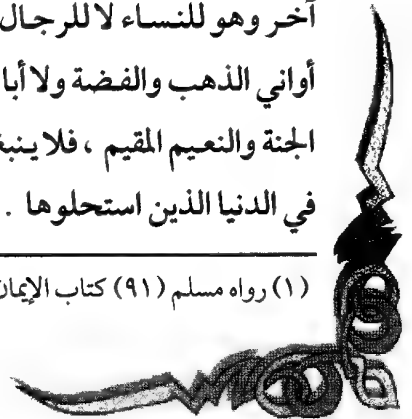 آخر وهو للنساء لا للرجال
أواني الذهب والفضة ولا أبا
الجنة والنعيم المقيم ، فلا ينبغ
في الدنيا الذين استحلوها .
(١) رواه مسلم (٩١) كتاب الإيمان